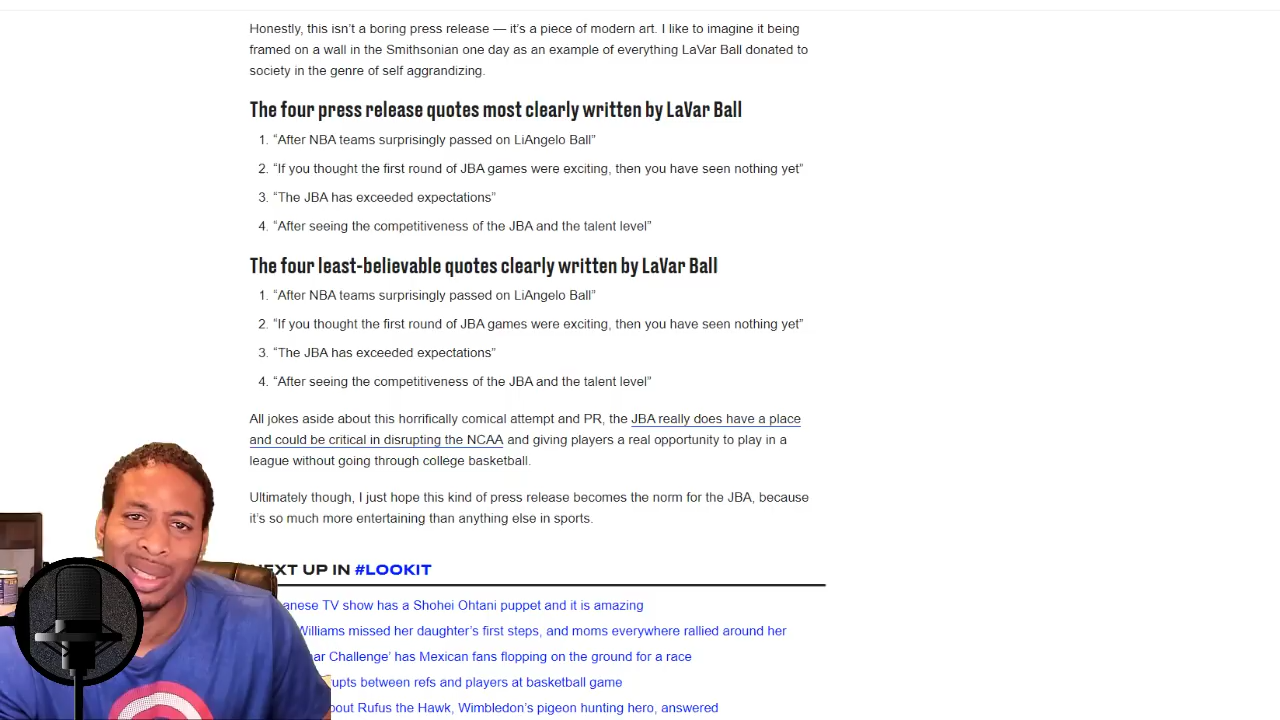 Honestly, this isn’t a boring press release — it’s a piece of modern art. I like to imagine it being
framed on a wall in the Smithsonian one day as an example of everything LaVar Ball donated to
society in the genre of self aggrandizing.
The four press release quotes most clearly written by LaVar Ball
1. “After NBA teams surprisingly passed on LiAngelo Ball”
2. “If you thought the first round of JBA games were exciting, then you have seen nothing yet”
3. “The JBA has exceeded expectations”
4. “After seeing the competitiveness of the JBA and the talent level”
The four least-believable quotes clearly written by LaVar Ball
1. “After NBA teams surprisingly passed on LiAngelo Ball”
2. “If you thought the first round of JBA games were exciting, then you have seen nothing yet”
3. “The JBA has exceeded expectations”
4. “After seeing the competitiveness of the JBA and the talent level”
All jokes aside about this horrifically comical attempt and PR, the JBA really does have a place
and could be critical in disrupting the NCAA and giving players a real opportunity to play in a
league without going through college basketball.
Ultimately though, I just hope this kind of press release becomes the norm for the JBA, because
it’s so much more entertaining than anything else in sports.
EXT UP IN #LOOKIT
anese TV show has a Shohei Ohtani puppet and it is amazing
Williams missed her daughter’s first steps, and moms everywhere rallied around her
ar Challenge’ has Mexican fans flopping on the ground for a race
upts between refs and players at basketball game
out Rufus the Hawk, Wimbledon’s pigeon hunting hero, answered